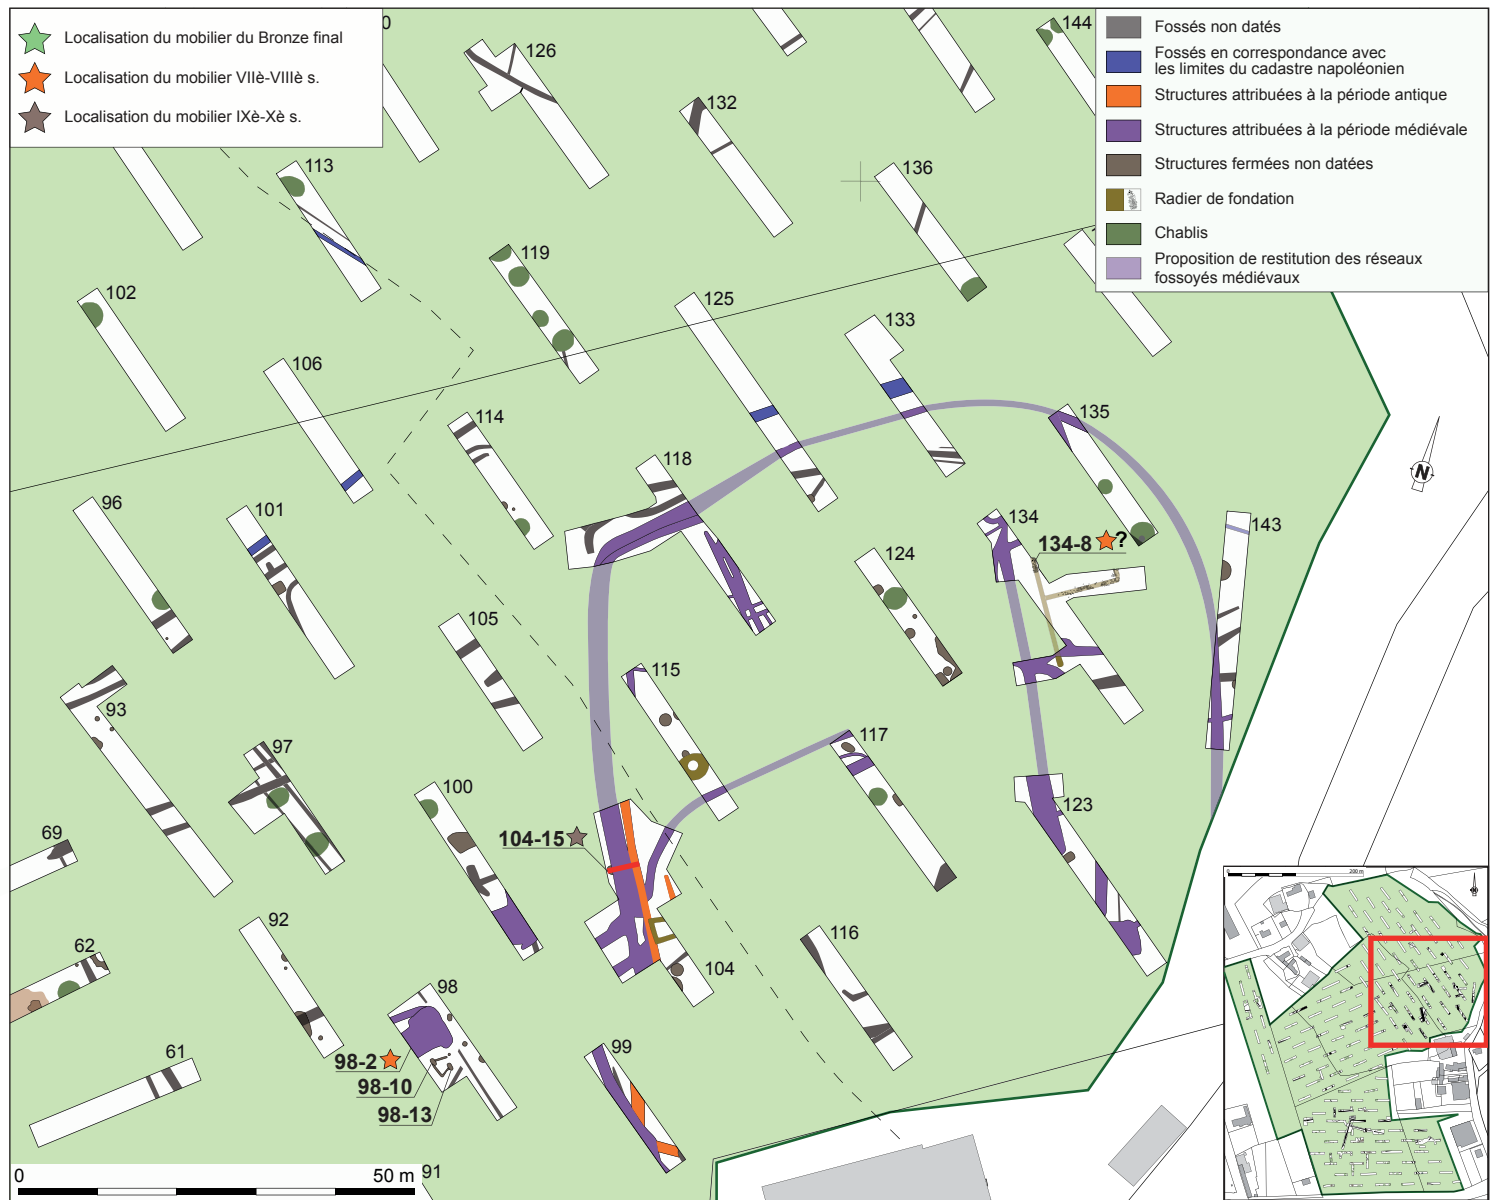 Localisation du mobilier du Bronze final
Localisation du mobilier VIIè-VIIIè s.
Localisation du mobilier IXè-Xè s.
0
Fossés non datés
Fossés en correspondance avec
les limites du cadastre napoléonien
Structures attribuées à la période antique
Structures attribuées à la période médiévale
Structures fermées non datées
Radier de fondation
Chablis
Proposition de restitution des réseaux
fossoyés médiévaux
126
144
132
113
136
119
102
125
133
106
114
135
118
96
101
134
143
134-8 ?
124
105
115
93
117
97
100
123
104-15
69
92
116
62
104
98
61
99
98-2
98-10
98-13
91
N
0 50 m
0 200 m